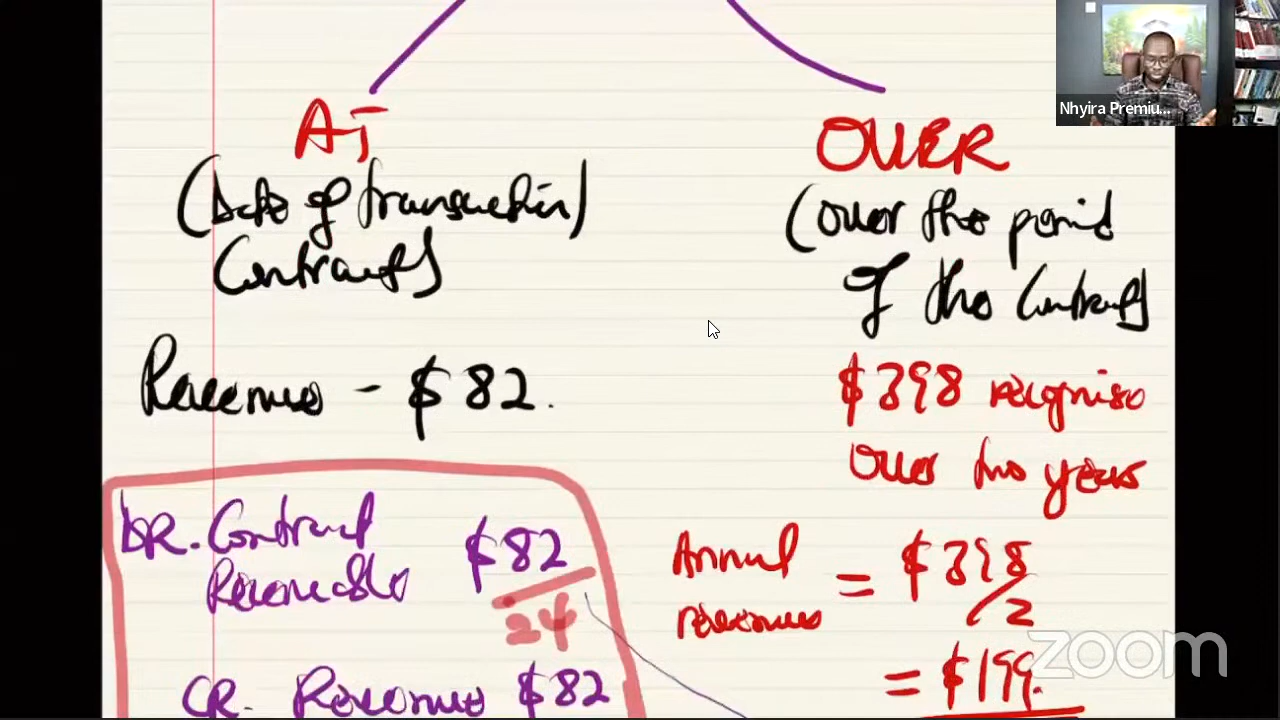 Nhyira Premiu...
AT
(Date of transaction/
Contract)
Revenue - $82.
DR. Contract
Receivable $82
24
CR. Revenue $82
OVER
(Over the period
of the Contract)
$398 recognise
over two years
Annual
revenue = $398
/2
= $199.
zoom